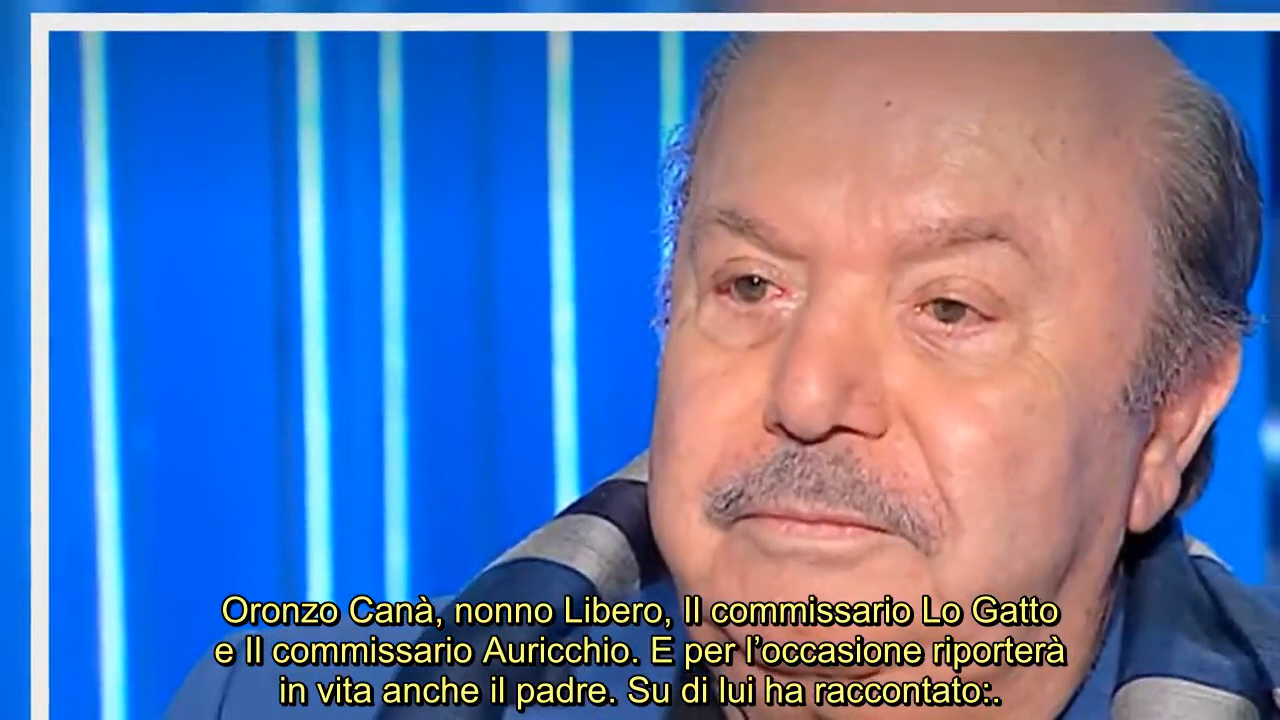 Oronzo Canà, nonno Libero, Il commissario Lo Gatto
e Il commissario Auricchio. E per l’occasione riporterà
in vita anche il padre. Su di lui ha raccontato:.